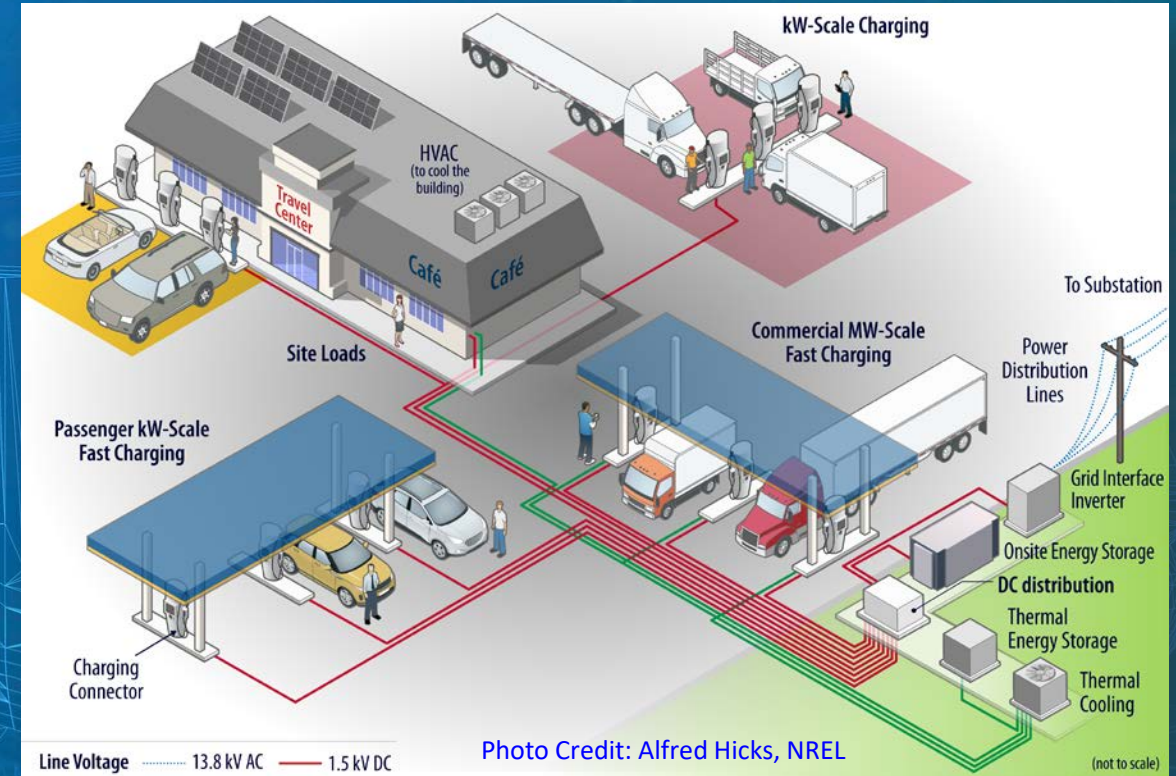 kW-Scale Charging
HVAC
(to cool the
building)
Travel
Center
Café
Café
To Substation
Site Loads
Commercial MW-Scale
Fast Charging
Power
Distribution
Lines
Passenger kW-Scale
Fast Charging
Grid Interface
Inverter
Onsite Energy Storage
DC distribution
Thermal
Energy Storage
Charging
Connector
Thermal
Cooling
Line Voltage 13.8 kV AC 1.5 kV DC
Photo Credit: Alfred Hicks, NREL
(not to scale)